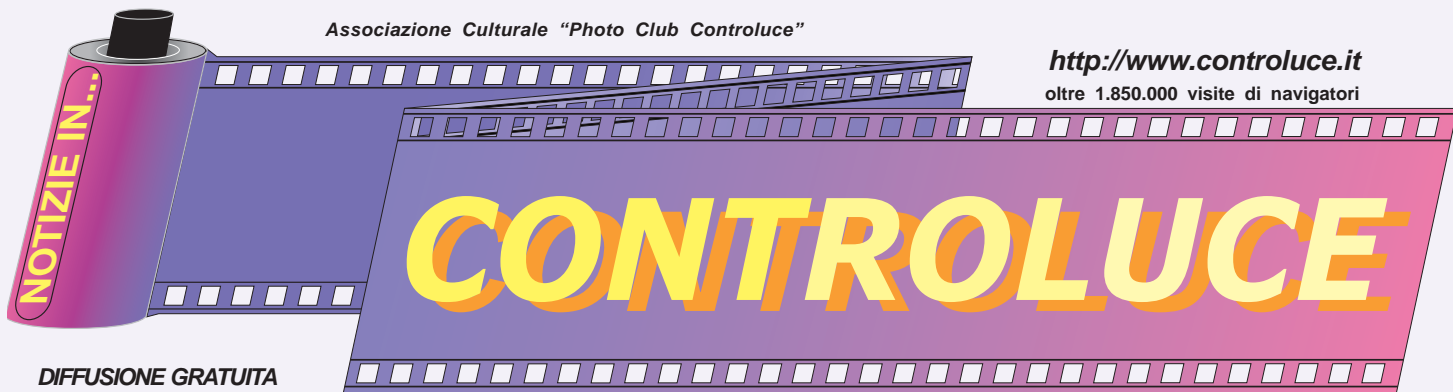 Associazione Culturale “Photo Club Controluce”
http://www.controluce.it
oltre 1.850.000 visite di navigatori
NOTIZIE IN...
CONTROLUCE
DIFFUSIONE GRATUITA